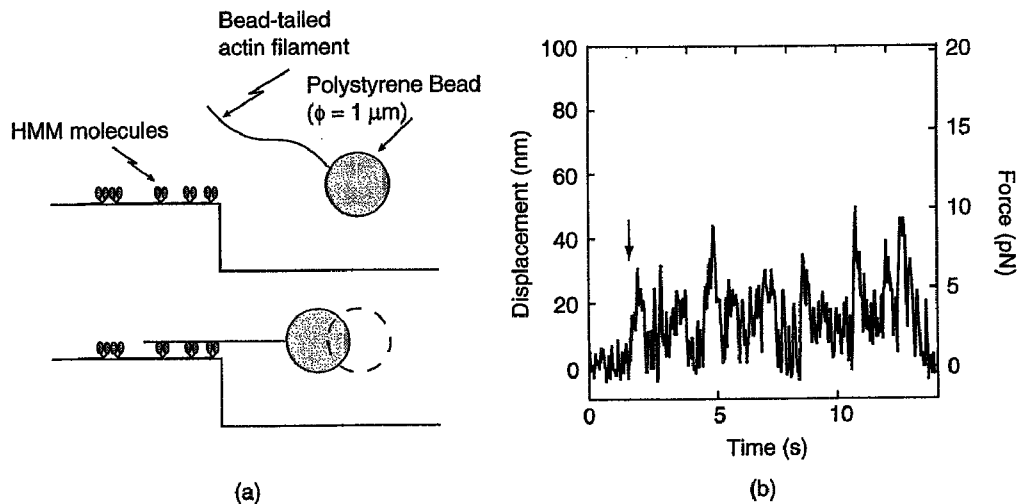 Bead-tailed
actin filament
Polystyrene Bead
(ϕ = 1 μm)
HMM molecules
(a)
100
80
60
40
20
0
Displacement (nm)
20
15
10
5
0
Force (pN)
0
5
10
Time (s)
(b)